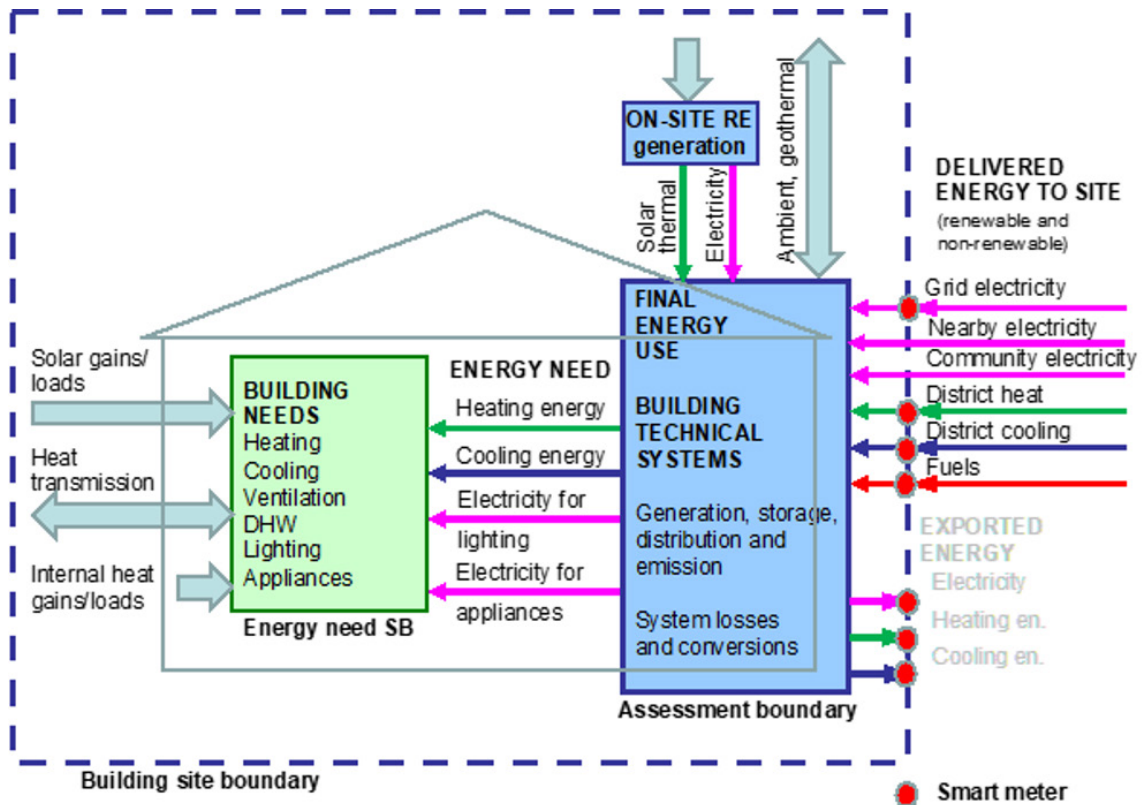 ON-SITE RE
generation
Solar
thermal
Electricity
Ambient, geothermal
DELIVERED
ENERGY TO SITE
(renewable and
non-renewable)
Grid electricity
Nearby electricity
Community electricity
District heat
District cooling
Fuels
EXPORTED
ENERGY
Electricity
Heating en.
Cooling en.
Solar gains/
loads
Heat
transmission
Internal heat
gains/loads
BUILDING
NEEDS
Heating
Cooling
Ventilation
DHW
Lighting
Appliances
Energy need SB
ENERGY NEED
Heating energy
Cooling energy
Electricity for
lighting
Electricity for
appliances
FINAL
ENERGY
USE
BUILDING
TECHNICAL
SYSTEMS
Generation, storage,
distribution and
emission
System losses
and conversions
Assessment boundary
Building site boundary
Smart meter